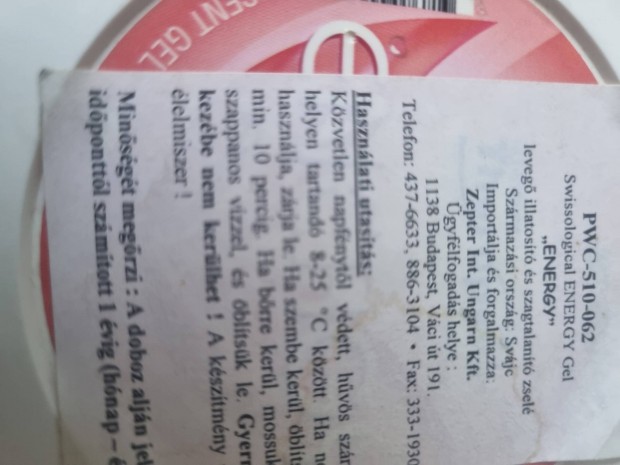 CENT GEL
PWC-510-062
Swissological ENERGY Gel
„ENERGY”
levegő illatosító és szagtalanító zselé
Származási ország: Svájc
Importálja és forgalmazza:
Zepter Int. Ungarn Kft.
Ügyfélfogadás helye :
1138 Budapest, Váci út 191.
Telefon: 437-6633, 886-3104 • Fax: 333-1930
Használati utasítás:
Közvetlen napfénytől védett, hűvös szár
helyen tartandó 8-25 °C között. Ha n
használja, zárja le. Ha szembe kerül, öblíts
min. 10 percig. Ha bőrre kerül, mossuk
szappanos vízzel, és öblítsük le. Gyerm
kezébe nem kerülhet ! A készítmény
élelmiszer !
Minőségét megőrzi : A doboz alján jel
időponttól számított 1 évig (hónap – é